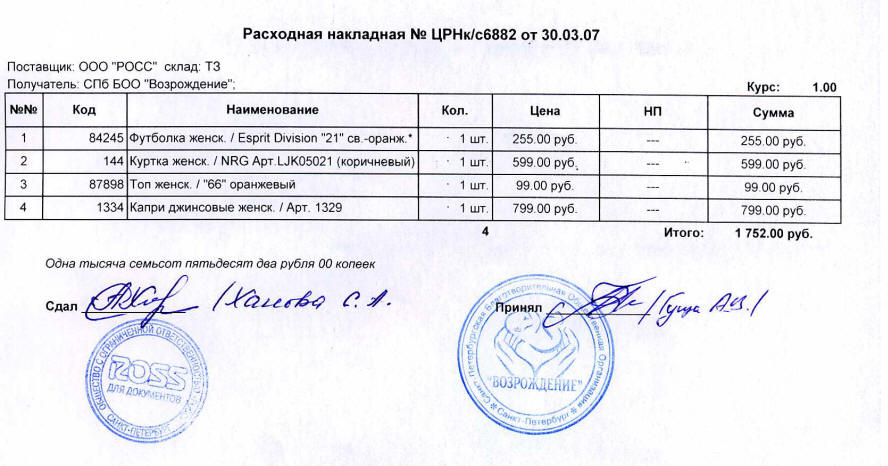 Расходная накладная № ЦРНк/с6882 от 30.03.07
Поставщик: ООО "РОСС" склад: ТЗ
Получатель: СПб БОО "Возрождение";
Курс: 1.00
№№ Код Наименование Кол. Цена НП Сумма
1 84245 Футболка женск. / Esprit Division "21" св.-оранж.* 1 шт. 255.00 руб. --- 255.00 руб.
2 144 Куртка женск. / NRG Арт.LJK05021 (коричневый) 1 шт. 599.00 руб. --- 599.00 руб.
3 87898 Топ женск. / "66" оранжевый 1 шт. 99.00 руб. --- 99.00 руб.
4 1334 Капри джинсовые женск. / Арт. 1329 1 шт. 799.00 руб. --- 799.00 руб.
4 Итого: 1 752.00 руб.
Одна тысяча семьсот пятьдесят два рубля 00 копеек
Сдал /Ханова С. А.
Принял
ОБЩЕСТВО С ОГРАНИЧЕННОЙ ОТВЕТСТВЕННОСТЬЮ
ROSS
ДЛЯ ДОКУМЕНТОВ
САНКТ-ПЕТЕРБУРГ
Санкт-Петербургская Благотворительная Общественная Организация
"ВОЗРОЖДЕНИЕ"
Санкт-Петербург